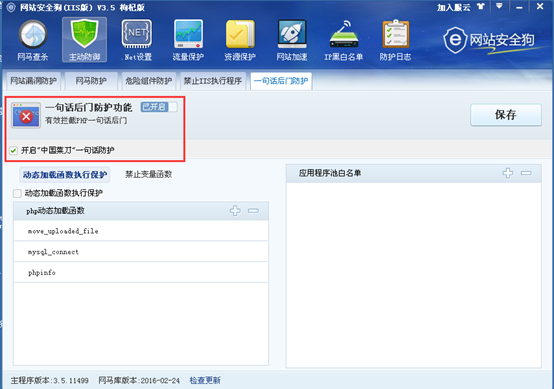 网站安全狗(IIS版) V3.5 枸杞版 加入服云
网马查杀 主动防御 .Net设置 流量保护 资源保护 网站加速 IP黑白名单 防护日志 网站安全狗
NET
网站漏洞防护 网马防护 危险组件防护 禁止IIS执行程序 一句话后门防护
一句话后门防护功能 已开启
有效拦截PHP一句话后门
保存
开启"中国菜刀"一句话防护
动态加载函数执行保护 禁止变量函数 应用程序池白名单
动态加载函数执行保护
php动态加载函数
move_uploaded_file
mysql_connect
phpinfo
主程序版本:3.5.11499 网马库版本:2016-02-24 检查更新